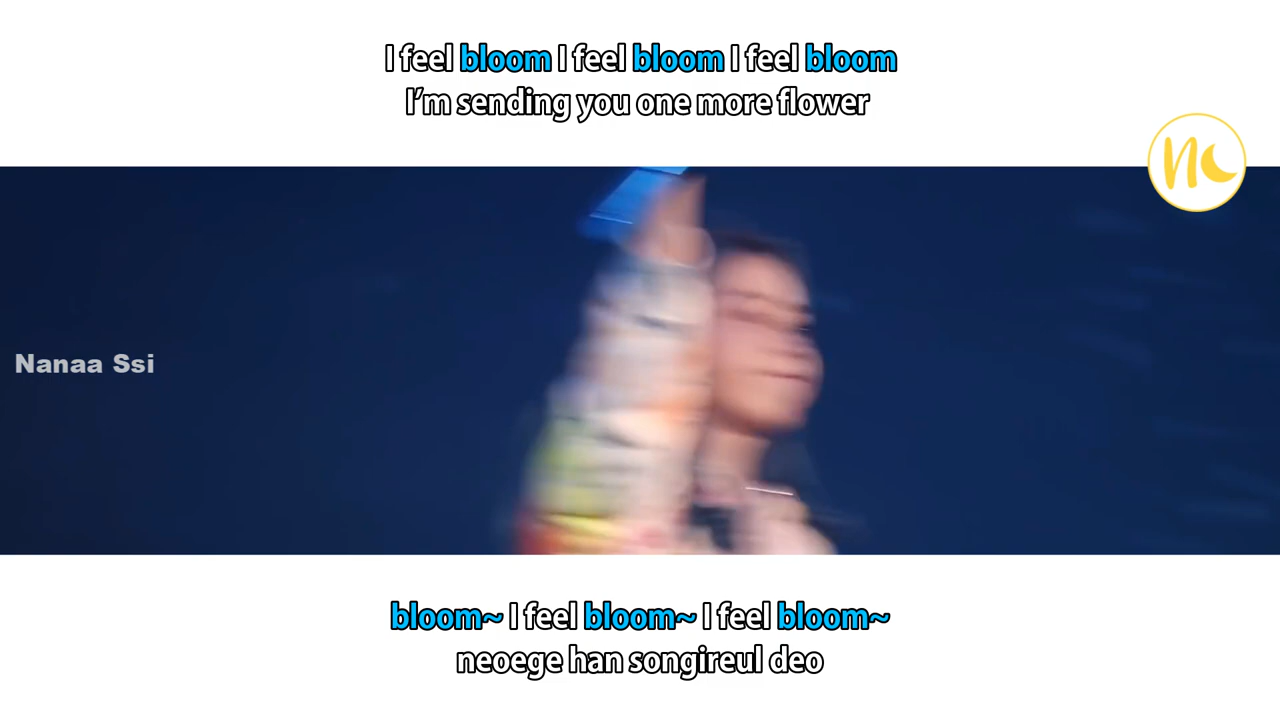 I feel bloom I feel bloom I feel bloom
I’m sending you one more flower
Nanaa Ssi
bloom~ I feel bloom~ I feel bloom~
neoege han songireul deo